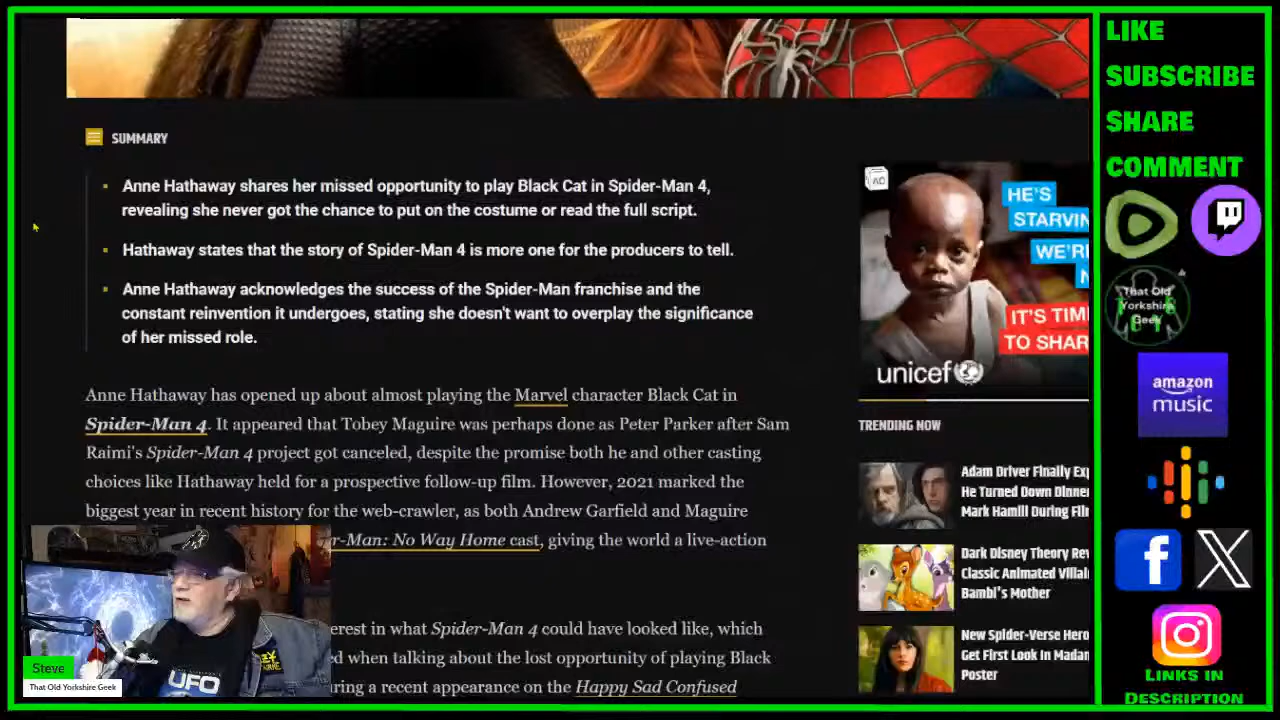 LIKE
SUBSCRIBE
SHARE
COMMENT
SUMMARY
Anne Hathaway shares her missed opportunity to play Black Cat in Spider-Man 4,
revealing she never got the chance to put on the costume or read the full script.
Hathaway states that the story of Spider-Man 4 is more one for the producers to tell.
Anne Hathaway acknowledges the success of the Spider-Man franchise and the
constant reinvention it undergoes, stating she doesn't want to overplay the significance
of her missed role.
Anne Hathaway has opened up about almost playing the Marvel character Black Cat in
Spider-Man 4. It appeared that Tobey Maguire was perhaps done as Peter Parker after Sam
Raimi's Spider-Man 4 project got canceled, despite the promise both he and other casting
choices like Hathaway held for a prospective follow-up film. However, 2021 marked the
biggest year in recent history for the web-crawler, as both Andrew Garfield and Maguire
r-Man: No Way Home cast, giving the world a live-action
erest in what Spider-Man 4 could have looked like, which
d when talking about the lost opportunity of playing Black
ring a recent appearance on the Happy Sad Confused
AD
HE'S
STARVIN
WE'R
IT'S TIM
TO SHAR
unicef
TRENDING NOW
Adam Driver Finally Exp
He Turned Down Dinner
Mark Hamill During Fil
Dark Disney Theory Rev
Classic Animated Villai
Bambi's Mother
New Spider-Verse Hero
Get First Look In Madam
Poster
That Old
Yorkshire
Geek
amazon
music
LINKS IN
DESCRIPTION
UFO
Steve
That Old Yorkshire Geek